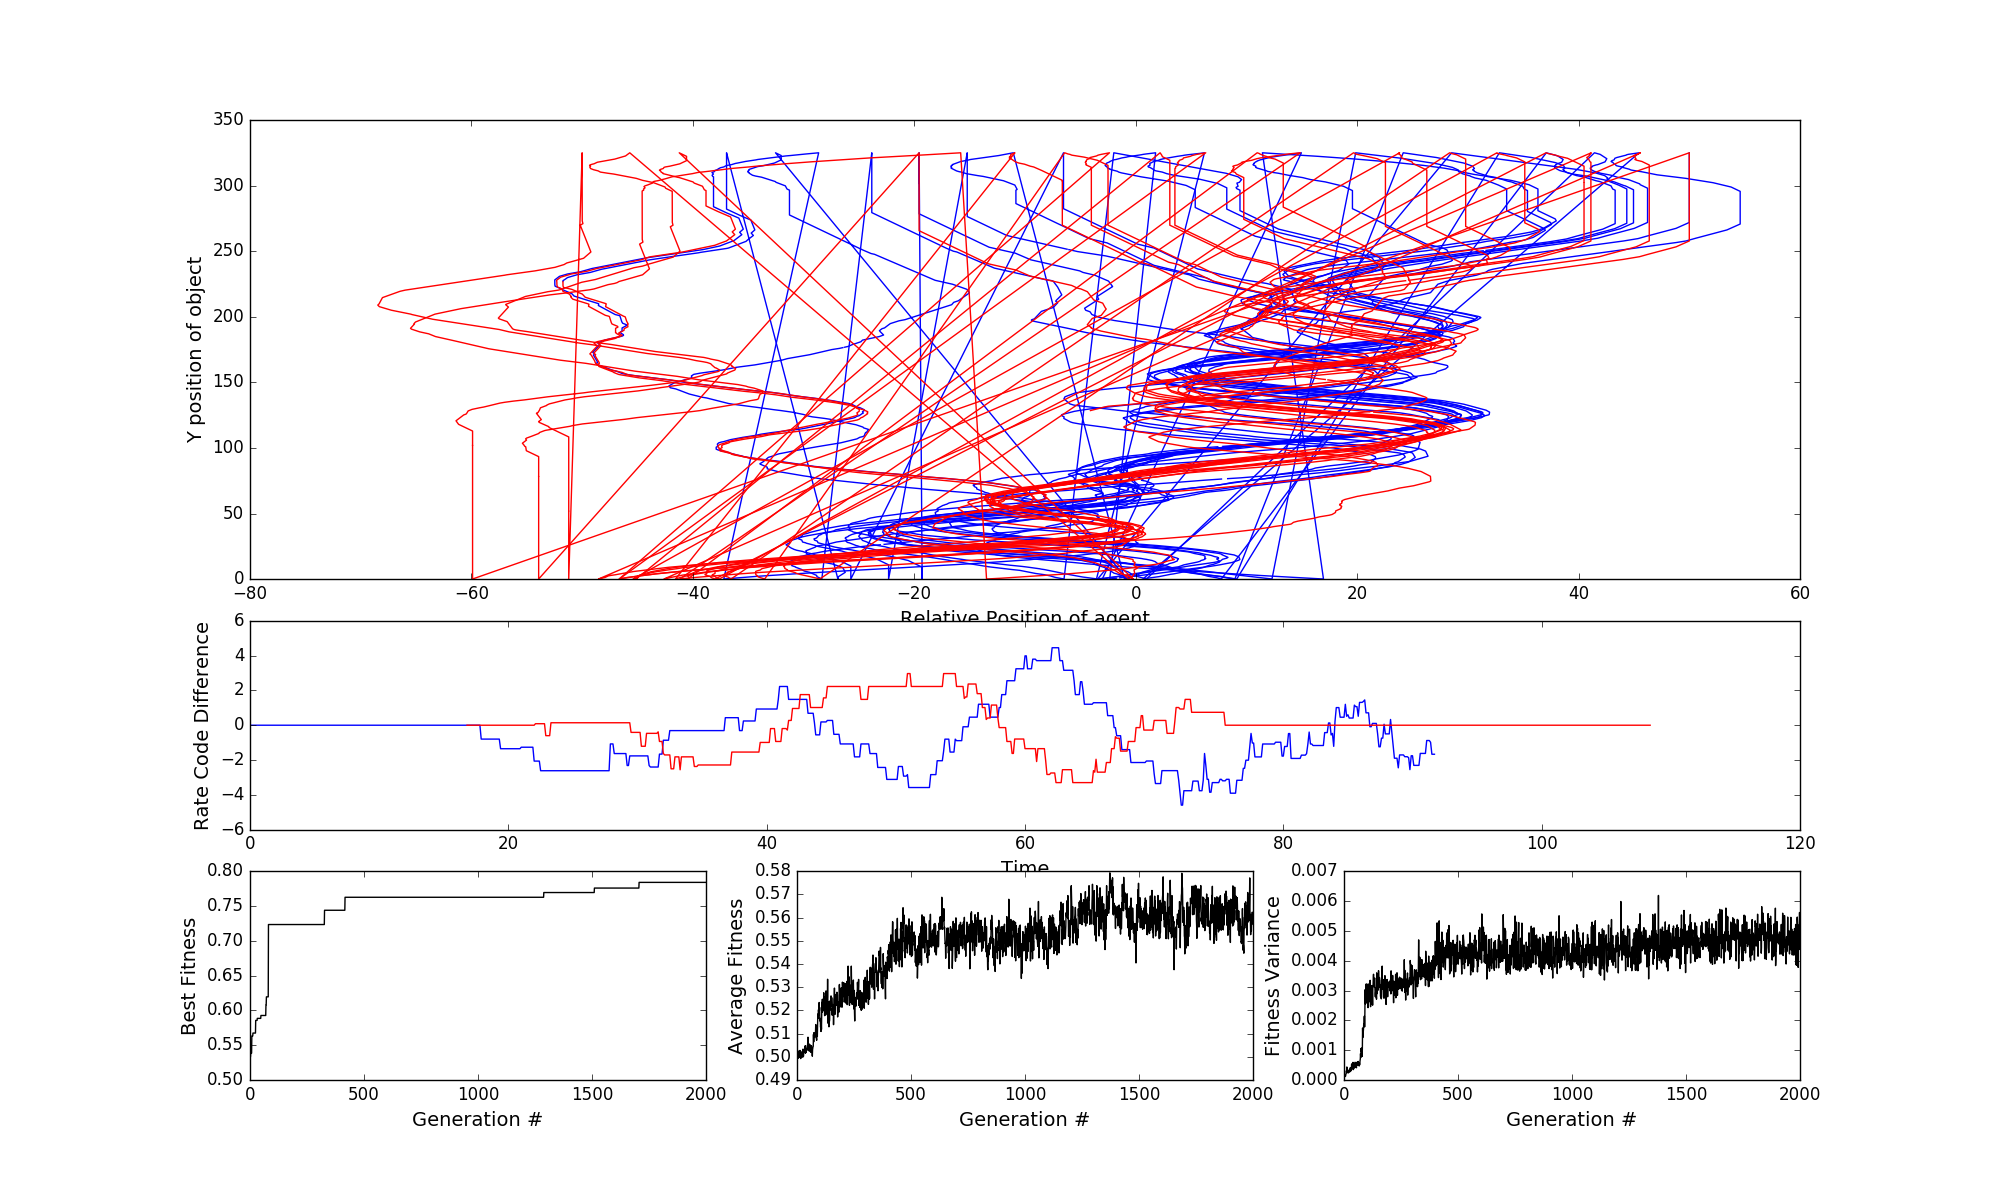 350
300
250
200
150
100
50
0
Y position of object
−80 −60 −40 −20 0 20 40 60
Relative Position of agent
6
4
2
0
−2
−4
−6
Rate Code Difference
0 20 40 60 80 100 120
Time
0.80
0.75
0.70
0.65
0.60
0.55
0.50
Best Fitness
0 500 1000 1500 2000
Generation #
0.58
0.57
0.56
0.55
0.54
0.53
0.52
0.51
0.50
0.49
Average Fitness
0 500 1000 1500 2000
Generation #
0.007
0.006
0.005
0.004
0.003
0.002
0.001
0.000
Fitness Variance
0 500 1000 1500 2000
Generation #